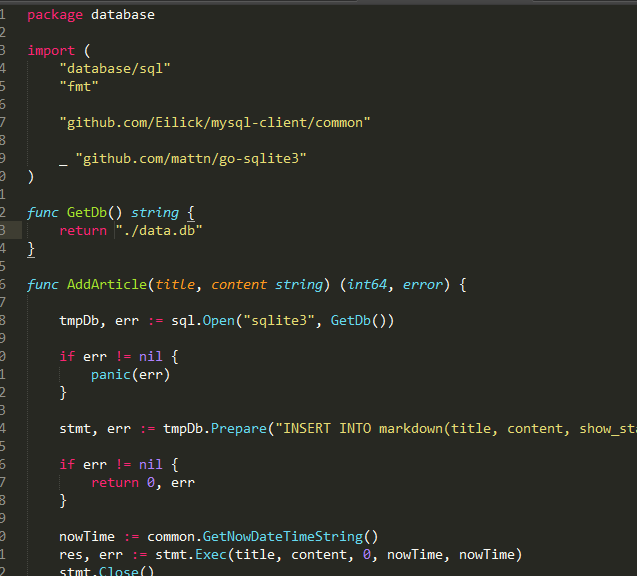 1 package database
2
3 import (
4 "database/sql"
5 "fmt"
6
7 "github.com/Eilick/mysql-client/common"
8
9 _ "github.com/mattn/go-sqlite3"
0 )
1
2 func GetDb() string {
3 return "./data.db"
4 }
5
6 func AddArticle(title, content string) (int64, error) {
7
8 tmpDb, err := sql.Open("sqlite3", GetDb())
9
0 if err != nil {
1 panic(err)
2 }
3
4 stmt, err := tmpDb.Prepare("INSERT INTO markdown(title, content, show_sta
5
6 if err != nil {
7 return 0, err
8 }
9
0 nowTime := common.GetNowDateTimeString()
1 res, err := stmt.Exec(title, content, 0, nowTime, nowTime)
2 stmt.Close()